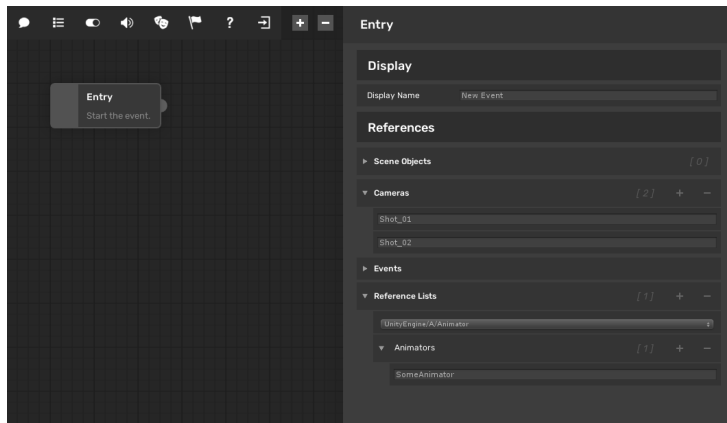 ?
Entry
Start the event.
Entry
Display
Display Name
New Event
References
Scene Objects
[ 0 ]
Cameras
[ 2 ]
+
−
Shot_01
Shot_02
Events
Reference Lists
[ 1 ]
+
−
UnityEngine/A/Animator
Animators
[ 1 ]
+
−
SomeAnimator